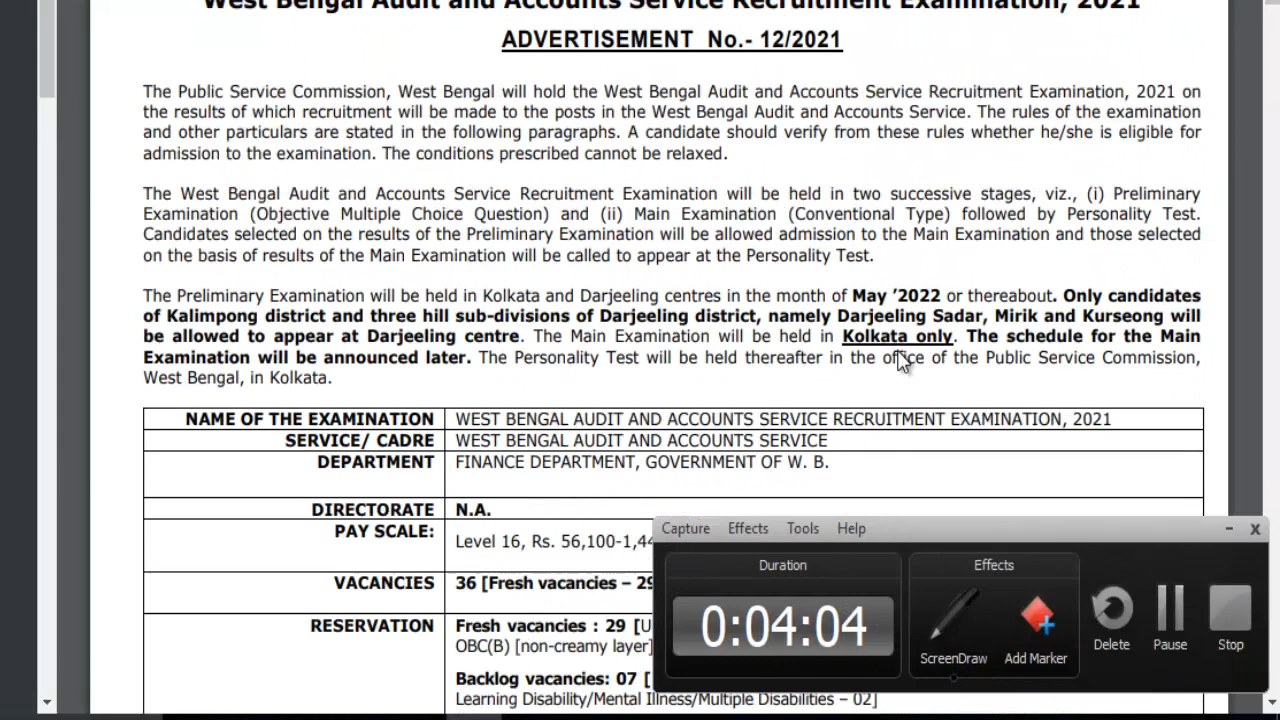 West Bengal Audit and Accounts Service Recruitment Examination, 2021
ADVERTISEMENT No.- 12/2021
The Public Service Commission, West Bengal will hold the West Bengal Audit and Accounts Service Recruitment Examination, 2021 on
the results of which recruitment will be made to the posts in the West Bengal Audit and Accounts Service. The rules of the examination
and other particulars are stated in the following paragraphs. A candidate should verify from these rules whether he/she is eligible for
admission to the examination. The conditions prescribed cannot be relaxed.
The West Bengal Audit and Accounts Service Recruitment Examination will be held in two successive stages, viz., (i) Preliminary
Examination (Objective Multiple Choice Question) and (ii) Main Examination (Conventional Type) followed by Personality Test.
Candidates selected on the results of the Preliminary Examination will be allowed admission to the Main Examination and those selected
on the basis of results of the Main Examination will be called to appear at the Personality Test.
The Preliminary Examination will be held in Kolkata and Darjeeling centres in the month of May '2022 or thereabout. Only candidates
of Kalimpong district and three hill sub-divisions of Darjeeling district, namely Darjeeling Sadar, Mirik and Kurseong will
be allowed to appear at Darjeeling centre. The Main Examination will be held in Kolkata only. The schedule for the Main
Examination will be announced later. The Personality Test will be held thereafter in the office of the Public Service Commission,
West Bengal, in Kolkata.
NAME OF THE EXAMINATION WEST BENGAL AUDIT AND ACCOUNTS SERVICE RECRUITMENT EXAMINATION, 2021
SERVICE/ CADRE WEST BENGAL AUDIT AND ACCOUNTS SERVICE
DEPARTMENT FINANCE DEPARTMENT, GOVERNMENT OF W. B.
DIRECTORATE N.A.
PAY SCALE: Level 16, Rs. 56,100-1,44
VACANCIES 36 [Fresh vacancies – 29
RESERVATION Fresh vacancies : 29 [U
OBC(B) [non-creamy layer]
Backlog vacancies: 07 [
Learning Disability/Mental Illness/Multiple Disabilities – 02]
Capture Effects Tools Help
Duration
0:04:04
Effects
ScreenDraw
Add Marker
Delete
Pause
Stop